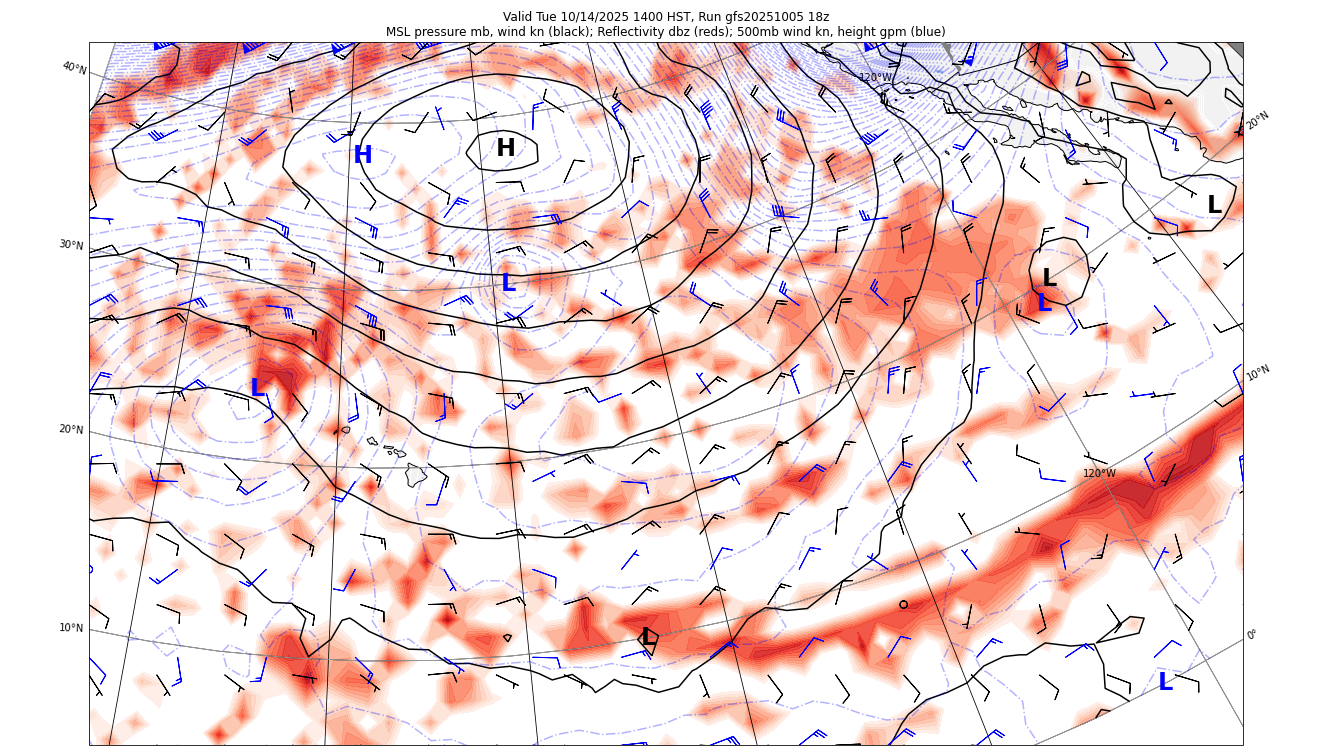 Valid Tue 10/14/2025 1400 HST, Run gfs20251005 18z
MSL pressure mb, wind kn (black); Reflectivity dbz (reds); 500mb wind kn, height gpm (blue)
40°N
120°W
20°N
H
H
L
30°N
L
L
L
10°N
L
20°N
120°W
10°N
L
0°
L